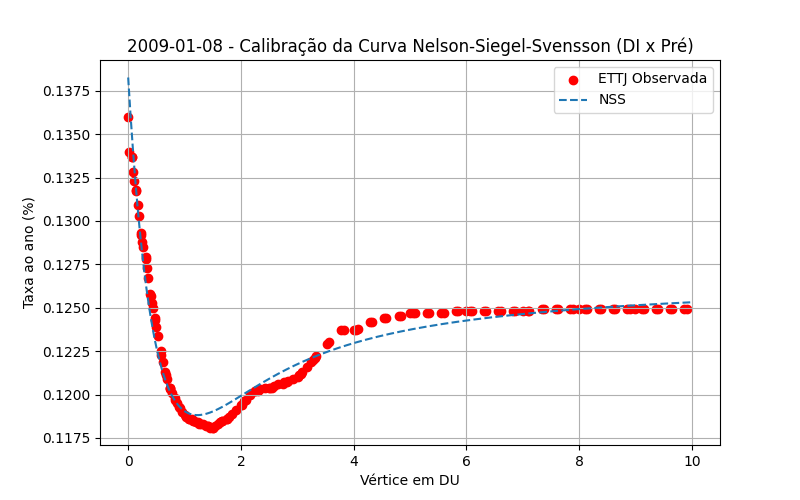 2009-01-08 - Calibração da Curva Nelson-Siegel-Svensson (DI x Pré)
ETTJ Observada
NSS
Taxa ao ano (%)
0.1375
0.1350
0.1325
0.1300
0.1275
0.1250
0.1225
0.1200
0.1175
0 2 4 6 8 10
Vértice em DU